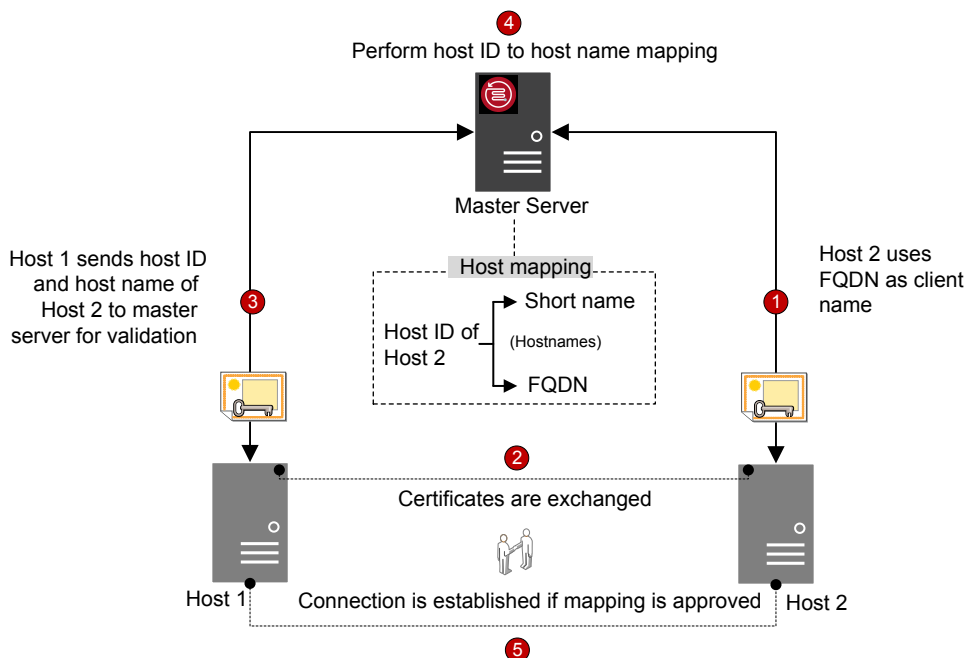 4
Perform host ID to host name mapping
Master Server
Host 1 sends host ID
and host name of
Host 2 to master
server for validation
3
Host mapping
Short name
Host ID of
Host 2
(Hostnames)
FQDN
1
Host 2 uses
FQDN as client
name
2
Certificates are exchanged
Host 1
Connection is established if mapping is approved
Host 2
5